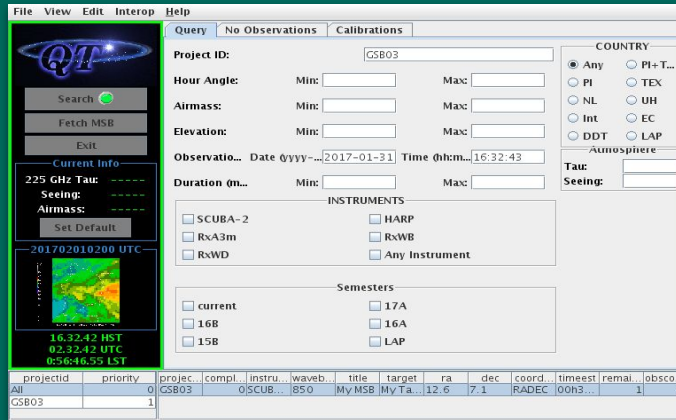 File View Edit Interop Help
QT
Search
Fetch MSB
Exit
Current Info
225 GHz Tau: -----
Seeing: -----
Airmass: -----
Set Default
201702010200 UTC
16.32.42 HST
02.32.42 UTC
0:56:46.55 LST
Query No Observations Calibrations
Project ID: GSB03
Hour Angle: Min: Max:
Airmass: Min: Max:
Elevation: Min: Max:
Observatio... Date (yyyy-... 2017-01-31 Time (hh:m... 16:32:43
Duration (m... Min: Max:
INSTRUMENTS
SCUBA-2 HARP
RxA3m RxWB
RxWD Any Instrument
Semesters
current 17A
16B 16A
15B LAP
COUNTRY
Any PI+T...
PI TEX
NL UH
Int EC
DDT LAP
Atmosphere
Tau:
Seeing:
projectid priority
All 0
GSB03 1
projec... compl... instru... waveb... title target ra dec coord... timeest remai... obsco
GSB03 0 SCUB... 850 My MSB My Ta... 12.6 7.1 RADEC 00h3... 1